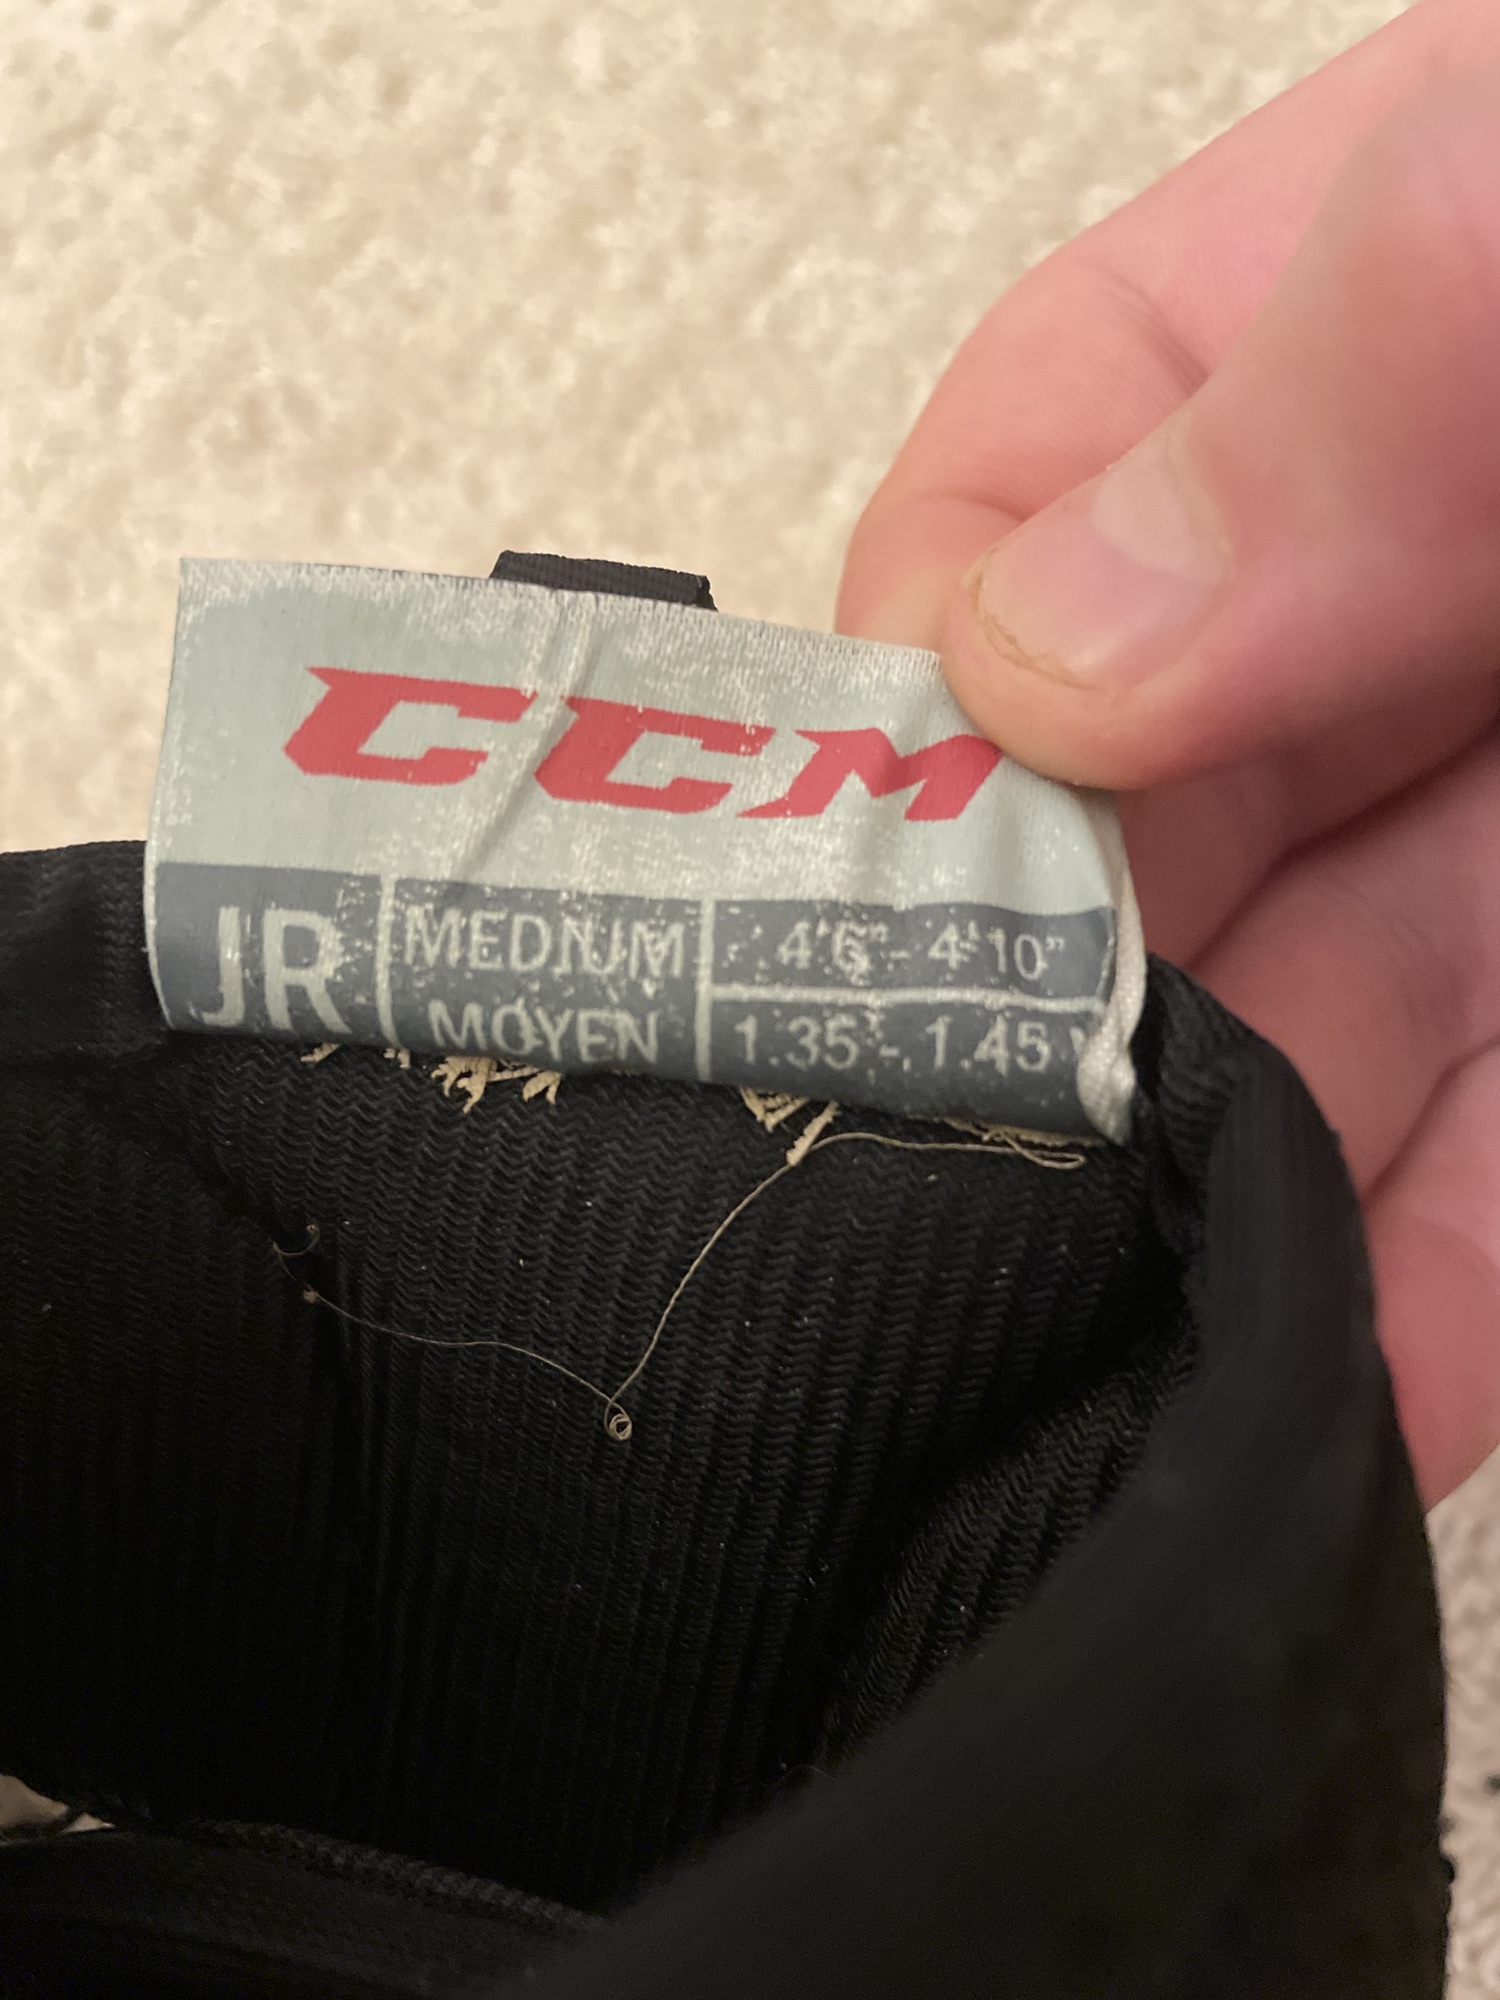 CCM
JR
MEDIUM
MOYEN
4'6" - 4'10"
1.35 - 1.45